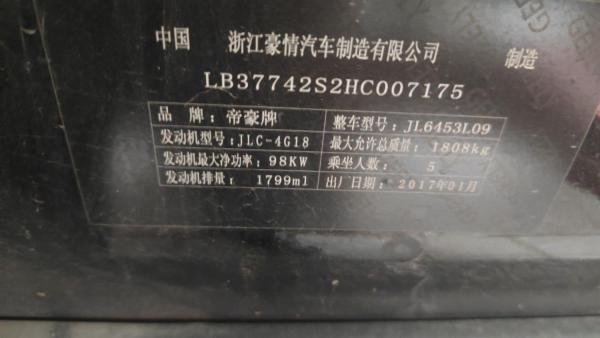 中国 浙江豪情汽车制造有限公司 制造
LB37742S2HC007175
品 牌：帝豪牌 整车型号：JL6453L09
发动机型号：JLC-4G18 最大允许总质量：1808kg
发动机最大净功率：98KW 乘坐人数：5
发动机排量：1799ml 出厂日期：2017年01月